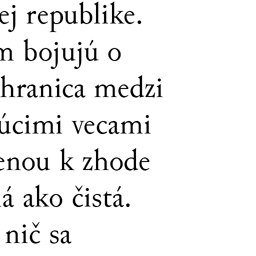 ej republike.
m bojujú o
hranica medzi
úcimi vecami
enou k zhode
á ako čistá.
nič sa